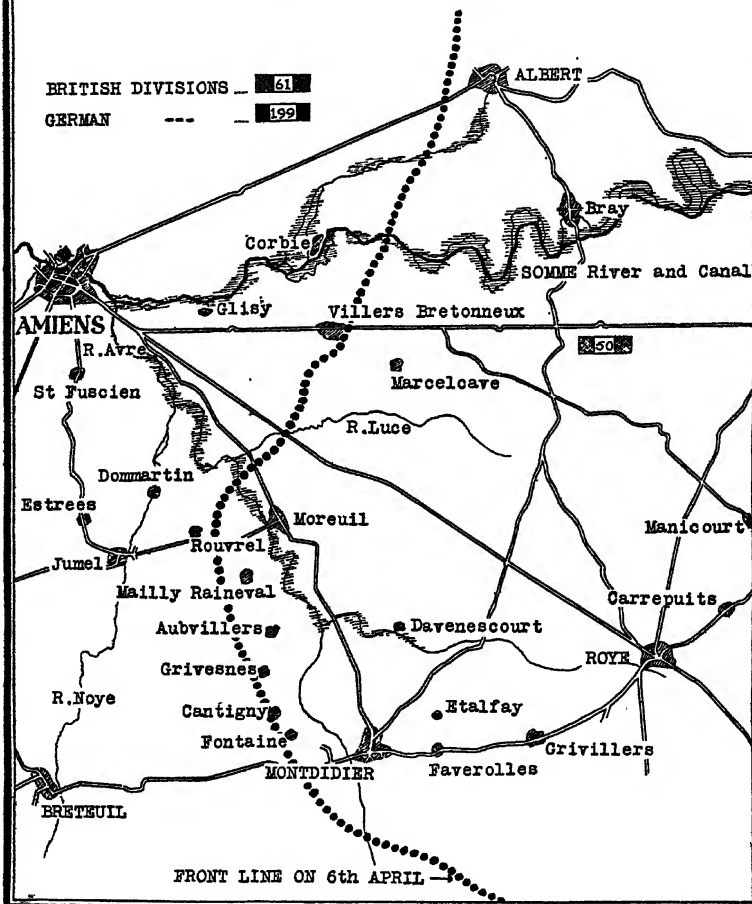 ALBERT
BRITISH DIVISIONS _ 61
GERMAN --- _ 199
Bray
Corbie
SOMME River and Canal
Glisy
Villers Bretonneux
AMIENS
R.Avre
50
St Fuscien
Marcelcave
R.Luce
Dommartin
Estrees
Moreuil
Manicourt
Rouvrel
Jumel
Mailly Raineval
Carrepuits
Aubvillers
Davenescourt
ROYE
Grivesnes
R.Noye
Cantigny
Etalfay
Fontaine
Grivillers
MONTDIDIER
Faverolles
BRETEUIL
FRONT LINE ON 6th APRIL